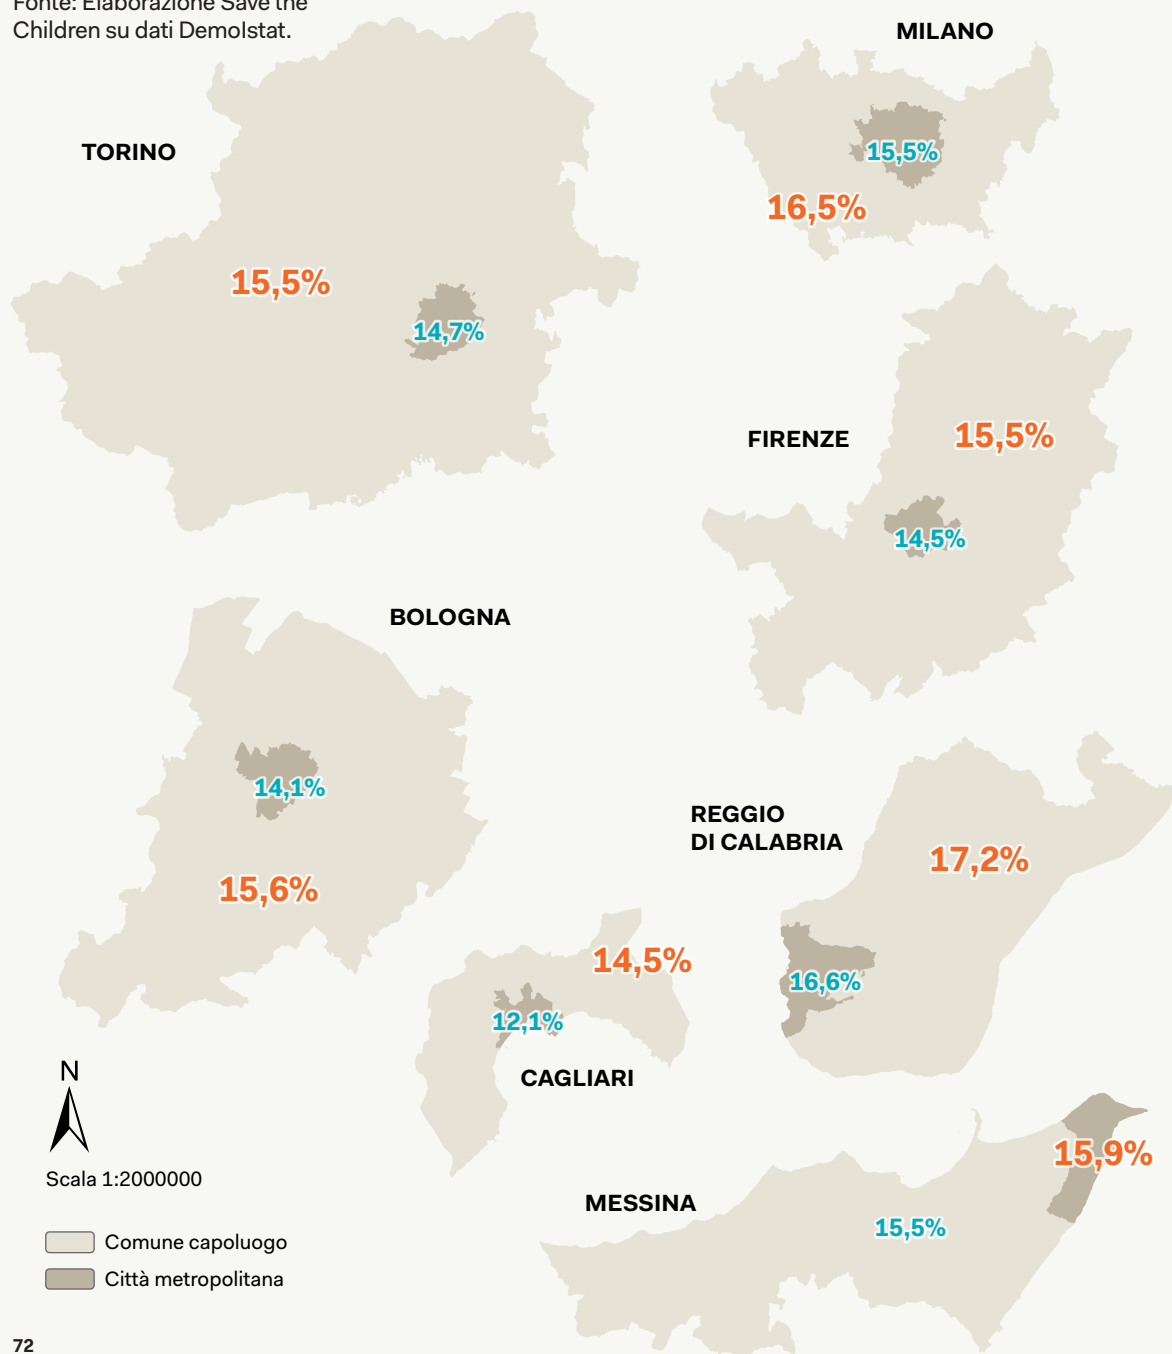 Fonte: Elaborazione Save the
Children su dati DemoIstat.
MILANO
15,5%
16,5%
TORINO
15,5%
14,7%
FIRENZE
15,5%
14,5%
BOLOGNA
14,1%
15,6%
REGGIO
DI CALABRIA
17,2%
16,6%
14,5%
12,1%
CAGLIARI
N
Scala 1:2000000
Comune capoluogo
Città metropolitana
MESSINA
15,9%
15,5%
72